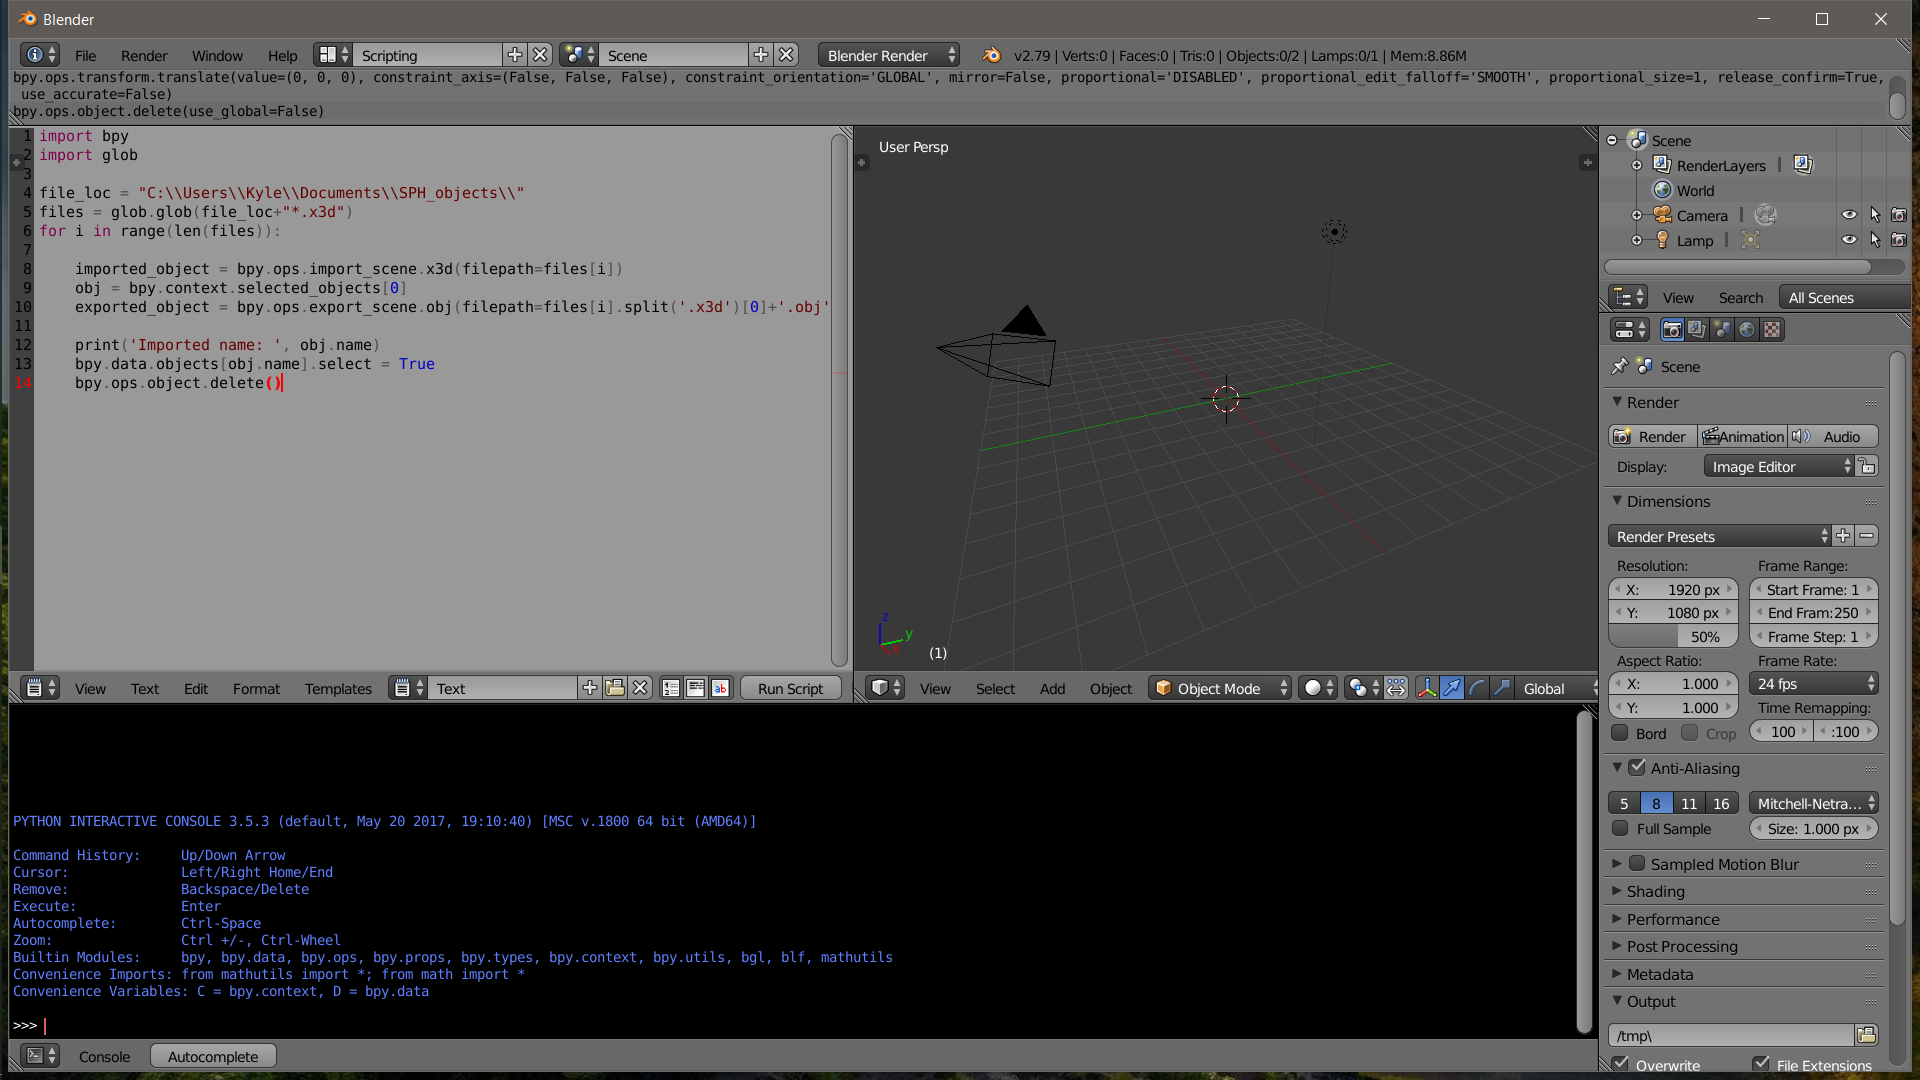 Blender
File Render Window Help Scripting Scene Blender Render v2.79 | Verts:0 | Faces:0 | Tris:0 | Objects:0/2 | Lamps:0/1 | Mem:8.86M
bpy.ops.transform.translate(value=(0, 0, 0), constraint_axis=(False, False, False), constraint_orientation='GLOBAL', mirror=False, proportional='DISABLED', proportional_edit_falloff='SMOOTH', proportional_size=1, release_confirm=True,
use_accurate=False)
bpy.ops.object.delete(use_global=False)
1 import bpy
2 import glob
3
4 file_loc = "C:\\Users\\Kyle\\Documents\\SPH_objects\\"
5 files = glob.glob(file_loc+"*.x3d")
6 for i in range(len(files)):
7
8 imported_object = bpy.ops.import_scene.x3d(filepath=files[i])
9 obj = bpy.context.selected_objects[0]
10 exported_object = bpy.ops.export_scene.obj(filepath=files[i].split('.x3d')[0]+'.obj'
11
12 print('Imported name: ', obj.name)
13 bpy.data.objects[obj.name].select = True
14 bpy.ops.object.delete()
View Text Edit Format Templates Text Run Script
User Persp
z
y
x
(1)
View Select Add Object Object Mode Global
PYTHON INTERACTIVE CONSOLE 3.5.3 (default, May 20 2017, 19:10:40) [MSC v.1800 64 bit (AMD64)]
Command History: Up/Down Arrow
Cursor: Left/Right Home/End
Remove: Backspace/Delete
Execute: Enter
Autocomplete: Ctrl-Space
Zoom: Ctrl +/-, Ctrl-Wheel
Builtin Modules: bpy, bpy.data, bpy.ops, bpy.props, bpy.types, bpy.context, bpy.utils, bgl, blf, mathutils
Convenience Imports: from mathutils import *; from math import *
Convenience Variables: C = bpy.context, D = bpy.data
>>>
Console Autocomplete
Scene
RenderLayers |
World
Camera |
Lamp |
View Search All Scenes
Scene
Render
Render Animation Audio
Display: Image Editor
Dimensions
Render Presets
Resolution: Frame Range:
X: 1920 px Start Frame: 1
Y: 1080 px End Fram:250
50% Frame Step: 1
Aspect Ratio: Frame Rate:
X: 1.000 24 fps
Y: 1.000 Time Remapping:
Bord Crop 100 :100
Anti-Aliasing
5 8 11 16 Mitchell-Netra...
Full Sample Size: 1.000 px
Sampled Motion Blur
Shading
Performance
Post Processing
Metadata
Output
/tmp\
Overwrite File Extensions